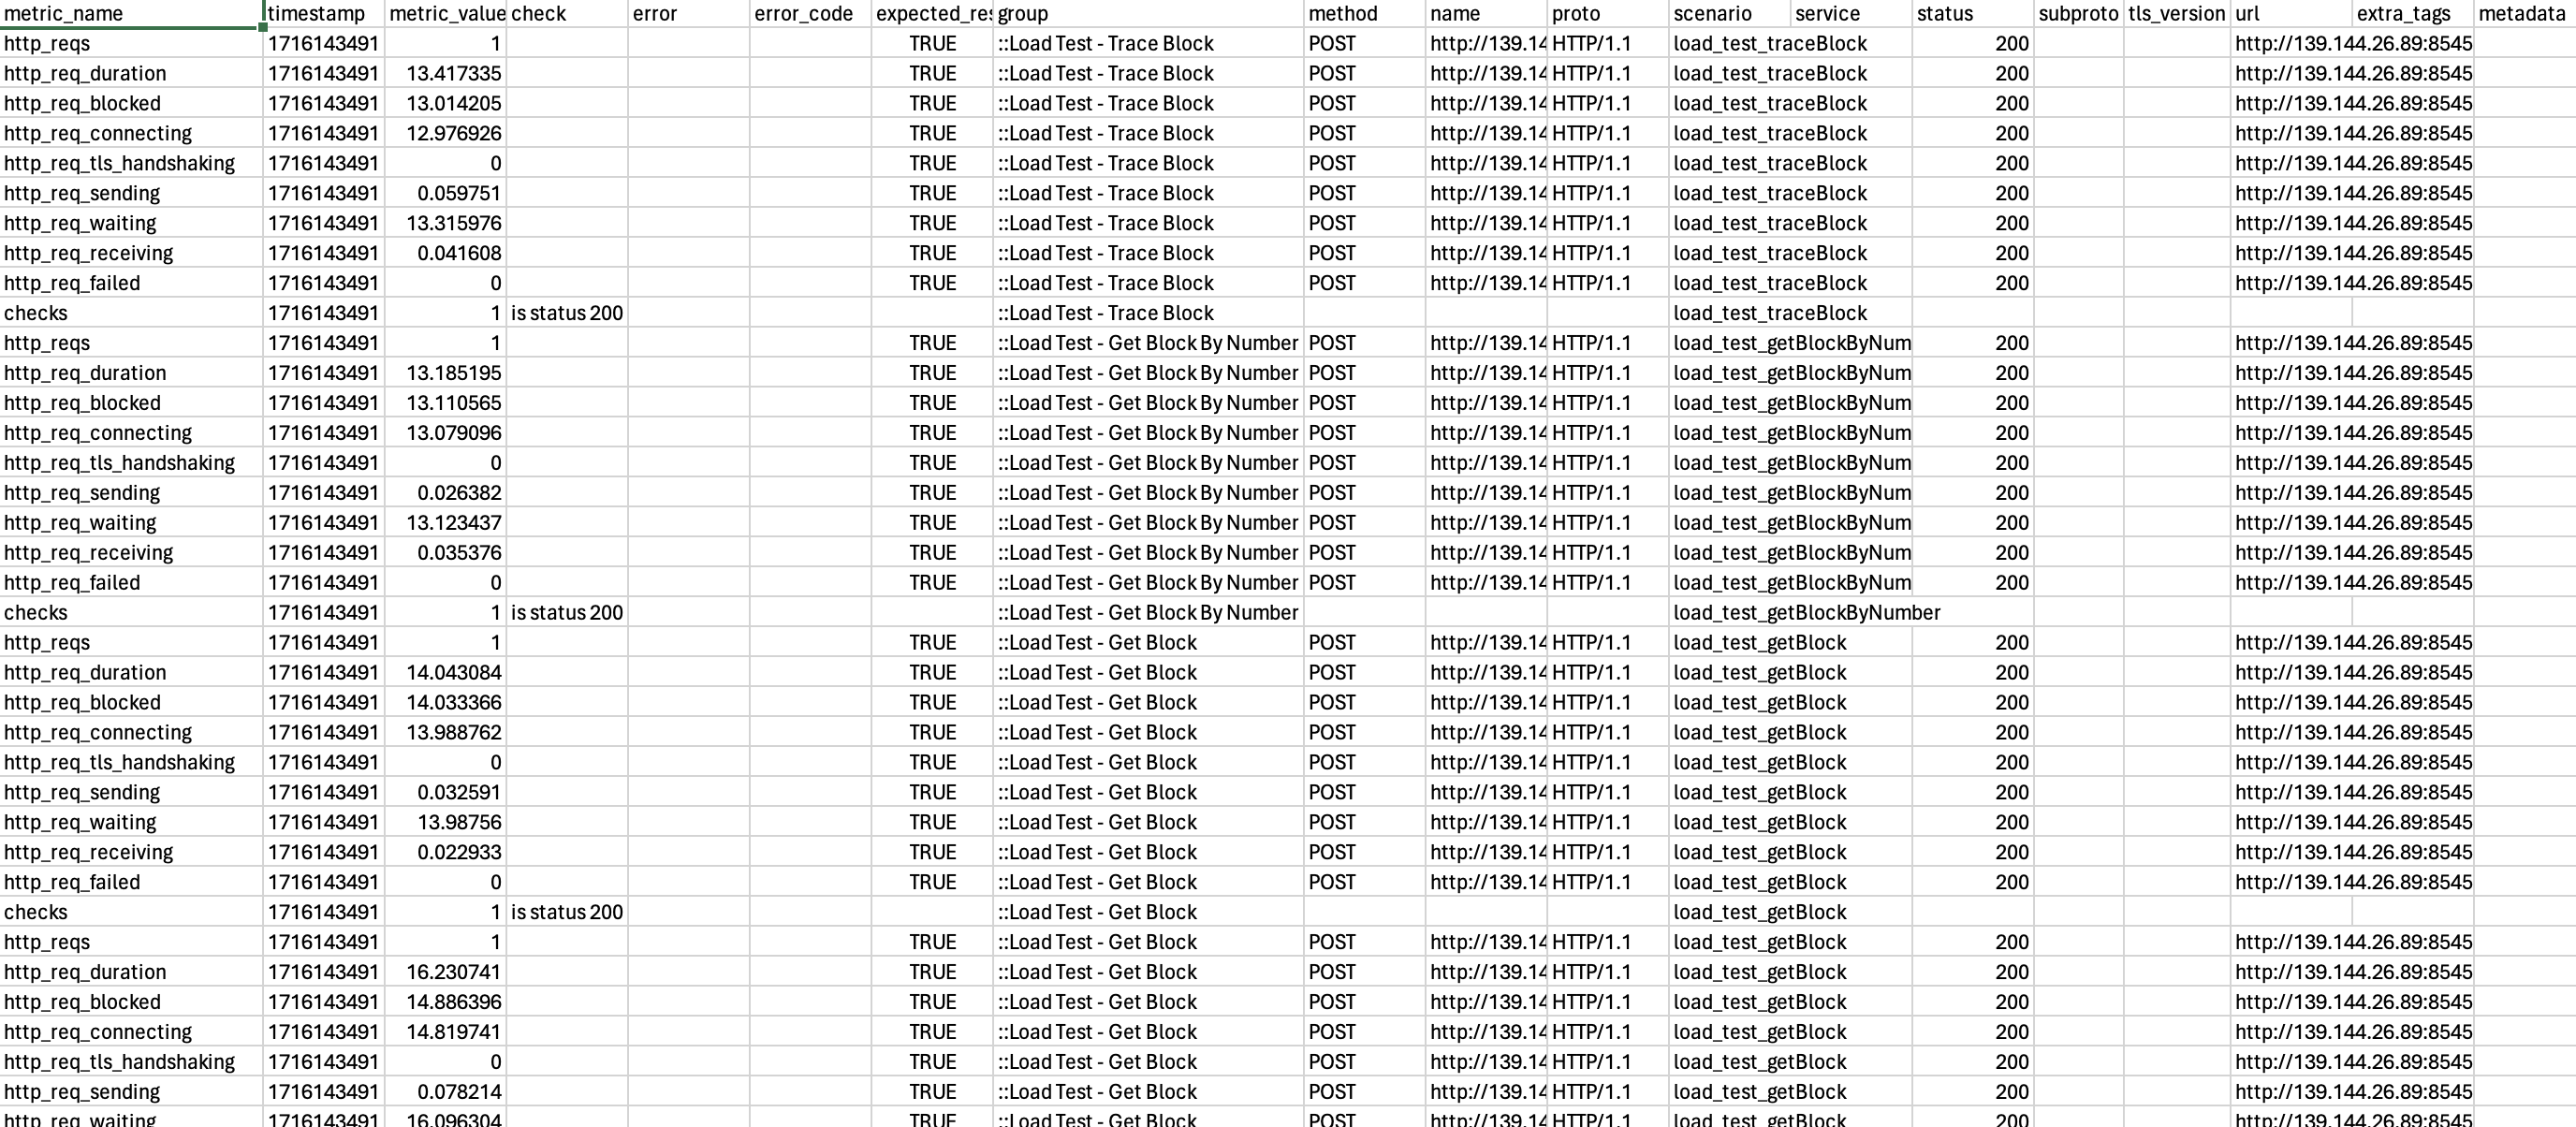 metric_name timestamp metric_value check error error_code expected_res group method name proto scenario service status subproto tls_version url extra_tags metadata
http_reqs 1716143491 1 TRUE ::Load Test - Trace Block POST http://139.14 HTTP/1.1 load_test_traceBlock 200 http://139.144.26.89:8545
http_req_duration 1716143491 13.417335 TRUE ::Load Test - Trace Block POST http://139.14 HTTP/1.1 load_test_traceBlock 200 http://139.144.26.89:8545
http_req_blocked 1716143491 13.014205 TRUE ::Load Test - Trace Block POST http://139.14 HTTP/1.1 load_test_traceBlock 200 http://139.144.26.89:8545
http_req_connecting 1716143491 12.976926 TRUE ::Load Test - Trace Block POST http://139.14 HTTP/1.1 load_test_traceBlock 200 http://139.144.26.89:8545
http_req_tls_handshaking 1716143491 0 TRUE ::Load Test - Trace Block POST http://139.14 HTTP/1.1 load_test_traceBlock 200 http://139.144.26.89:8545
http_req_sending 1716143491 0.059751 TRUE ::Load Test - Trace Block POST http://139.14 HTTP/1.1 load_test_traceBlock 200 http://139.144.26.89:8545
http_req_waiting 1716143491 13.315976 TRUE ::Load Test - Trace Block POST http://139.14 HTTP/1.1 load_test_traceBlock 200 http://139.144.26.89:8545
http_req_receiving 1716143491 0.041608 TRUE ::Load Test - Trace Block POST http://139.14 HTTP/1.1 load_test_traceBlock 200 http://139.144.26.89:8545
http_req_failed 1716143491 0 TRUE ::Load Test - Trace Block POST http://139.14 HTTP/1.1 load_test_traceBlock 200 http://139.144.26.89:8545
checks 1716143491 1 is status 200 ::Load Test - Trace Block load_test_traceBlock
http_reqs 1716143491 1 TRUE ::Load Test - Get Block By Number POST http://139.14 HTTP/1.1 load_test_getBlockByNum 200 http://139.144.26.89:8545
http_req_duration 1716143491 13.185195 TRUE ::Load Test - Get Block By Number POST http://139.14 HTTP/1.1 load_test_getBlockByNum 200 http://139.144.26.89:8545
http_req_blocked 1716143491 13.110565 TRUE ::Load Test - Get Block By Number POST http://139.14 HTTP/1.1 load_test_getBlockByNum 200 http://139.144.26.89:8545
http_req_connecting 1716143491 13.079096 TRUE ::Load Test - Get Block By Number POST http://139.14 HTTP/1.1 load_test_getBlockByNum 200 http://139.144.26.89:8545
http_req_tls_handshaking 1716143491 0 TRUE ::Load Test - Get Block By Number POST http://139.14 HTTP/1.1 load_test_getBlockByNum 200 http://139.144.26.89:8545
http_req_sending 1716143491 0.026382 TRUE ::Load Test - Get Block By Number POST http://139.14 HTTP/1.1 load_test_getBlockByNum 200 http://139.144.26.89:8545
http_req_waiting 1716143491 13.123437 TRUE ::Load Test - Get Block By Number POST http://139.14 HTTP/1.1 load_test_getBlockByNum 200 http://139.144.26.89:8545
http_req_receiving 1716143491 0.035376 TRUE ::Load Test - Get Block By Number POST http://139.14 HTTP/1.1 load_test_getBlockByNum 200 http://139.144.26.89:8545
http_req_failed 1716143491 0 TRUE ::Load Test - Get Block By Number POST http://139.14 HTTP/1.1 load_test_getBlockByNum 200 http://139.144.26.89:8545
checks 1716143491 1 is status 200 ::Load Test - Get Block By Number load_test_getBlockByNumber
http_reqs 1716143491 1 TRUE ::Load Test - Get Block POST http://139.14 HTTP/1.1 load_test_getBlock 200 http://139.144.26.89:8545
http_req_duration 1716143491 14.043084 TRUE ::Load Test - Get Block POST http://139.14 HTTP/1.1 load_test_getBlock 200 http://139.144.26.89:8545
http_req_blocked 1716143491 14.033366 TRUE ::Load Test - Get Block POST http://139.14 HTTP/1.1 load_test_getBlock 200 http://139.144.26.89:8545
http_req_connecting 1716143491 13.988762 TRUE ::Load Test - Get Block POST http://139.14 HTTP/1.1 load_test_getBlock 200 http://139.144.26.89:8545
http_req_tls_handshaking 1716143491 0 TRUE ::Load Test - Get Block POST http://139.14 HTTP/1.1 load_test_getBlock 200 http://139.144.26.89:8545
http_req_sending 1716143491 0.032591 TRUE ::Load Test - Get Block POST http://139.14 HTTP/1.1 load_test_getBlock 200 http://139.144.26.89:8545
http_req_waiting 1716143491 13.98756 TRUE ::Load Test - Get Block POST http://139.14 HTTP/1.1 load_test_getBlock 200 http://139.144.26.89:8545
http_req_receiving 1716143491 0.022933 TRUE ::Load Test - Get Block POST http://139.14 HTTP/1.1 load_test_getBlock 200 http://139.144.26.89:8545
http_req_failed 1716143491 0 TRUE ::Load Test - Get Block POST http://139.14 HTTP/1.1 load_test_getBlock 200 http://139.144.26.89:8545
checks 1716143491 1 is status 200 ::Load Test - Get Block load_test_getBlock
http_reqs 1716143491 1 TRUE ::Load Test - Get Block POST http://139.14 HTTP/1.1 load_test_getBlock 200 http://139.144.26.89:8545
http_req_duration 1716143491 16.230741 TRUE ::Load Test - Get Block POST http://139.14 HTTP/1.1 load_test_getBlock 200 http://139.144.26.89:8545
http_req_blocked 1716143491 14.886396 TRUE ::Load Test - Get Block POST http://139.14 HTTP/1.1 load_test_getBlock 200 http://139.144.26.89:8545
http_req_connecting 1716143491 14.819741 TRUE ::Load Test - Get Block POST http://139.14 HTTP/1.1 load_test_getBlock 200 http://139.144.26.89:8545
http_req_tls_handshaking 1716143491 0 TRUE ::Load Test - Get Block POST http://139.14 HTTP/1.1 load_test_getBlock 200 http://139.144.26.89:8545
http_req_sending 1716143491 0.078214 TRUE ::Load Test - Get Block POST http://139.14 HTTP/1.1 load_test_getBlock 200 http://139.144.26.89:8545
http_req_waiting 1716143491 16.096304 TRUE ::Load Test - Get Block POST http://139.14 HTTP/1.1 load_test_getBlock 200 http://139.144.26.89:8545